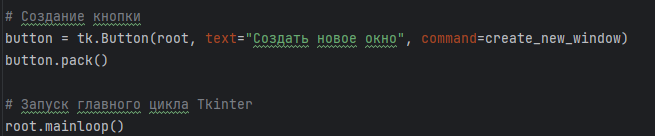 # Создание кнопки
button = tk.Button(root, text="Создать новое окно", command=create_new_window)
button.pack()
# Запуск главного цикла Tkinter
root.mainloop()